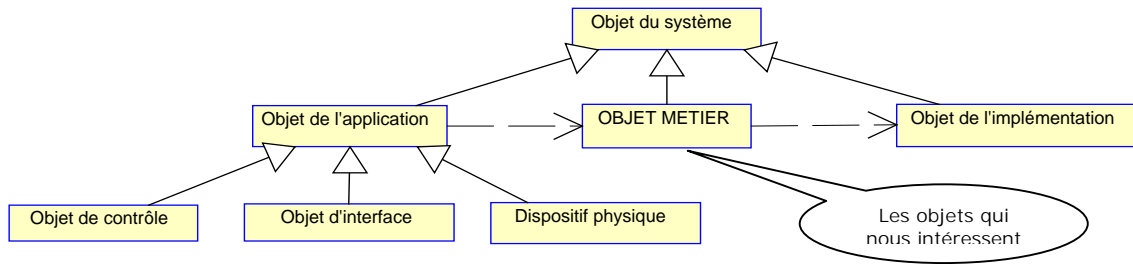 Objet du système
Objet de l'application
OBJET METIER
Objet de l'implémentation
Objet de contrôle
Objet d'interface
Dispositif physique
Les objets qui
nous intéressent